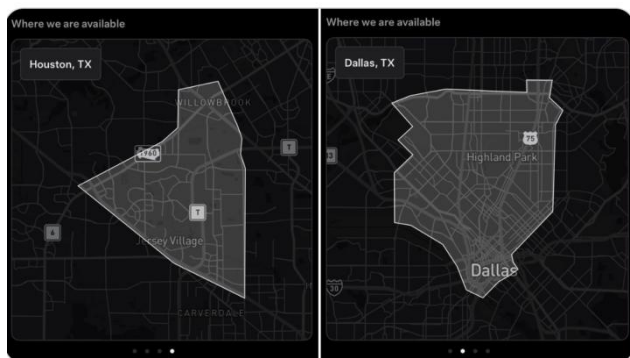 Where we are available
Houston, TX
WILLOWBROOK
1960
T
T
6
Jersey Village
CARVERDALE
Where we are available
Dallas, TX
75
Highland Park
Dallas
30